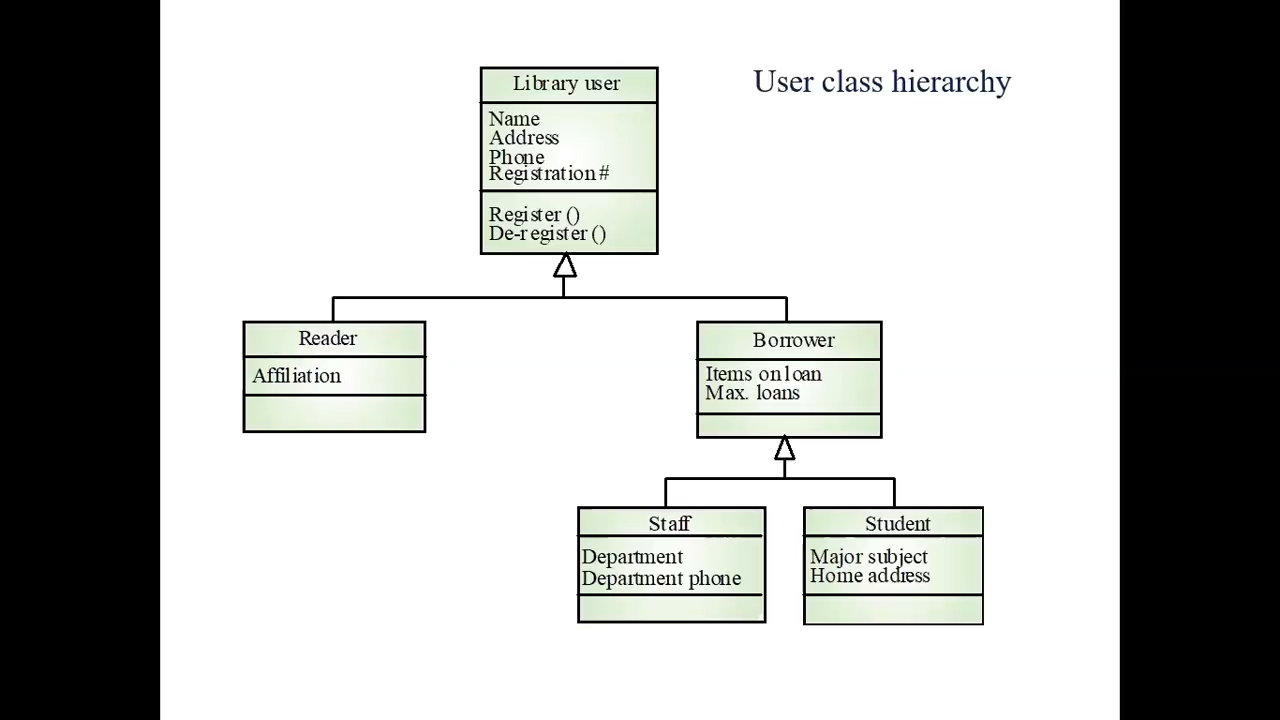 User class hierarchy
Library user
Name
Address
Phone
Registration #
Register ()
De-register ()
Reader
Affiliation
Borrower
Items on loan
Max. loans
Staff
Department
Department phone
Student
Major subject
Home address